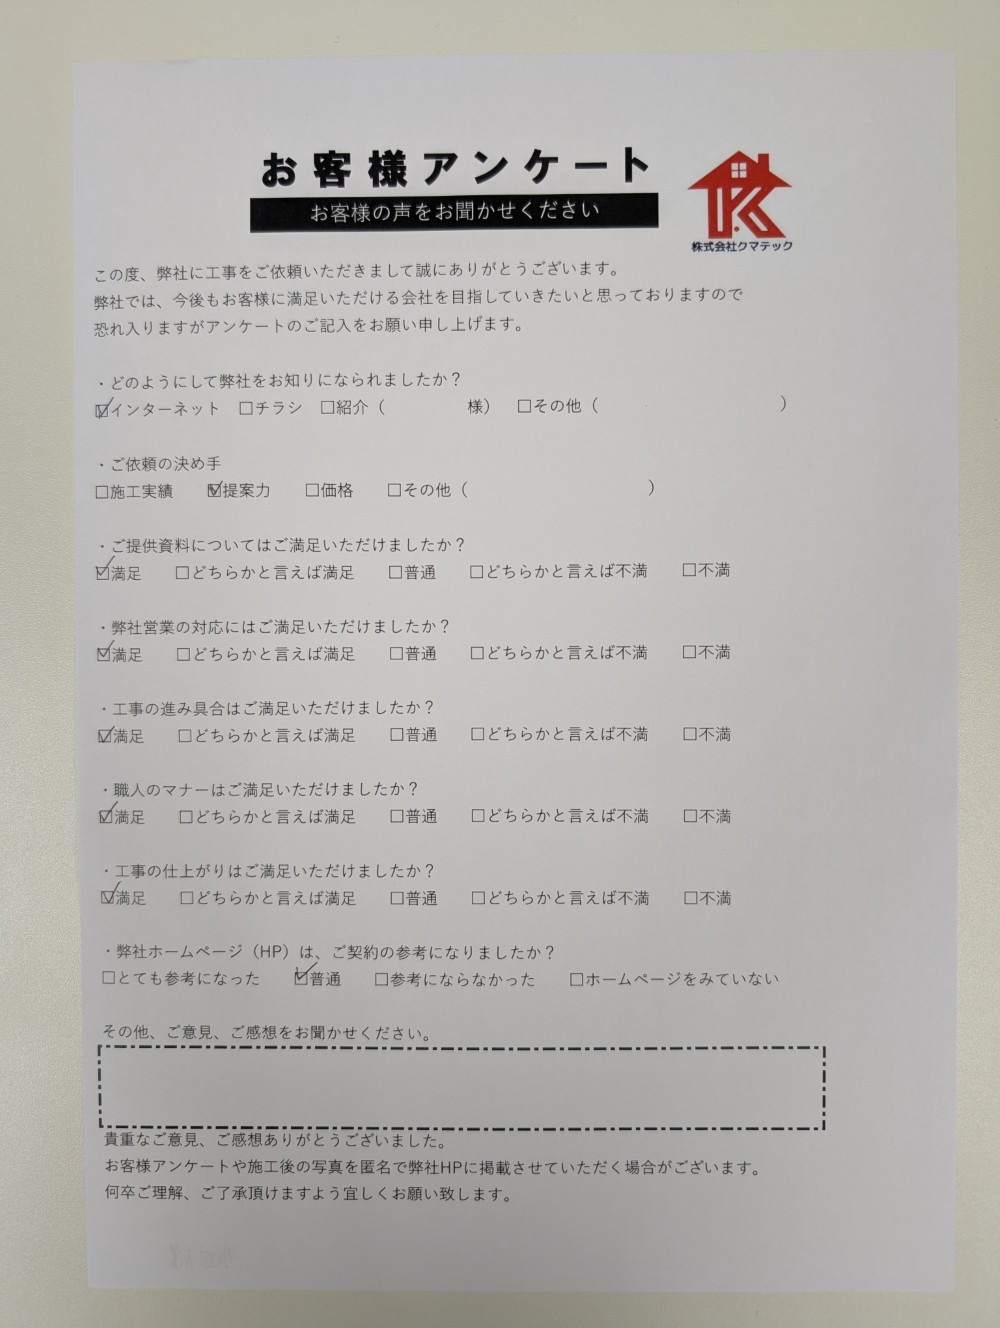 お客様アンケート
お客様の声をお聞かせください
株式会社クマテック
この度、弊社に工事をご依頼いただきまして誠にありがとうございます。
弊社では、今後もお客様に満足いただける会社を目指していきたいと思っておりますので
恐れ入りますがアンケートのご記入をお願い申し上げます。
・どのようにして弊社をお知りになられましたか？
☑インターネット □チラシ □紹介（ 様） □その他（ ）
・ご依頼の決め手
□施工実績 ☑提案力 □価格 □その他（ ）
・ご提供資料についてはご満足いただけましたか？
☑満足 □どちらかと言えば満足 □普通 □どちらかと言えば不満 □不満
・弊社営業の対応にはご満足いただけましたか？
☑満足 □どちらかと言えば満足 □普通 □どちらかと言えば不満 □不満
・工事の進み具合はご満足いただけましたか？
☑満足 □どちらかと言えば満足 □普通 □どちらかと言えば不満 □不満
・職人のマナーはご満足いただけましたか？
☑満足 □どちらかと言えば満足 □普通 □どちらかと言えば不満 □不満
・工事の仕上がりはご満足いただけましたか？
☑満足 □どちらかと言えば満足 □普通 □どちらかと言えば不満 □不満
・弊社ホームページ（HP）は、ご契約の参考になりましたか？
□とても参考になった ☑普通 □参考にならなかった □ホームページをみていない
その他、ご意見、ご感想をお聞かせください。
貴重なご意見、ご感想ありがとうございました。
お客様アンケートや施工後の写真を匿名で弊社HPに掲載させていただく場合がございます。
何卒ご理解、ご了承頂けますよう宜しくお願い致します。